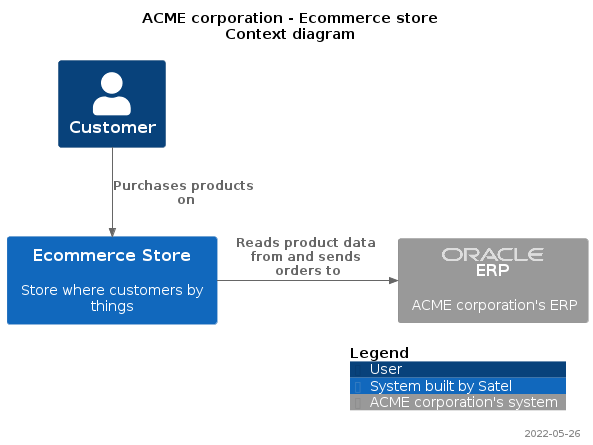 ACME corporation - Ecommerce store
Context diagram
Customer
Purchases products
on
Ecommerce Store
Store where customers by
things
Reads product data
from and sends
orders to
ORACLE
ERP
ACME corporation's ERP
Legend
User
System built by Satel
ACME corporation's system
2022-05-26